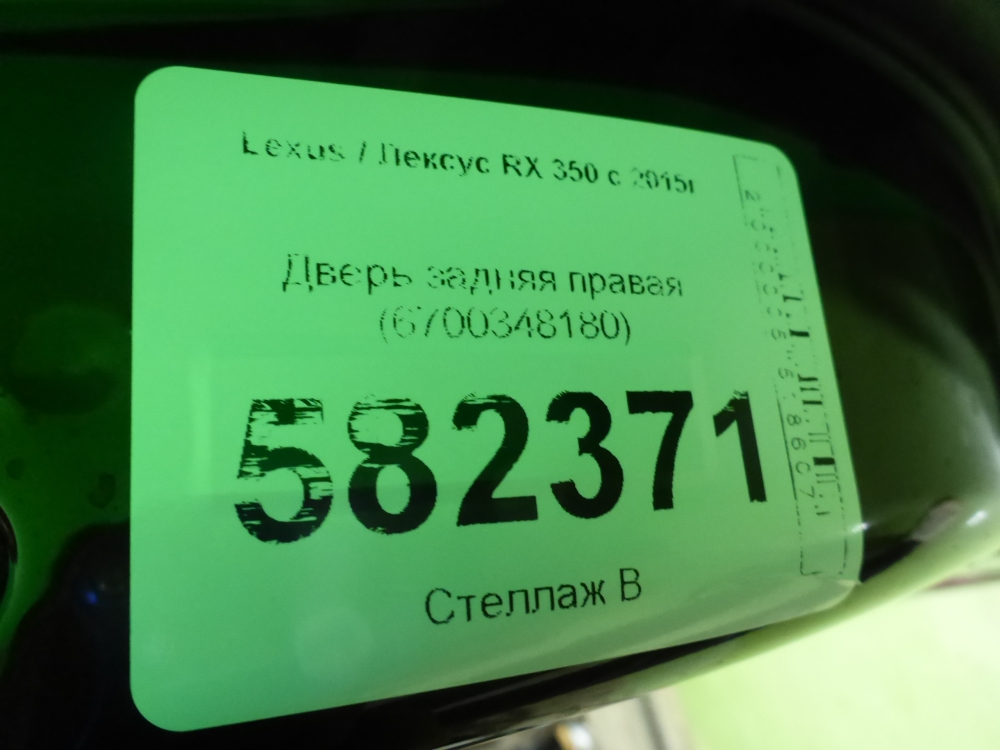 Lexus / Лексус RX 350 с 2015г
Дверь задняя правая
(6700348180)
582371
Стеллаж В